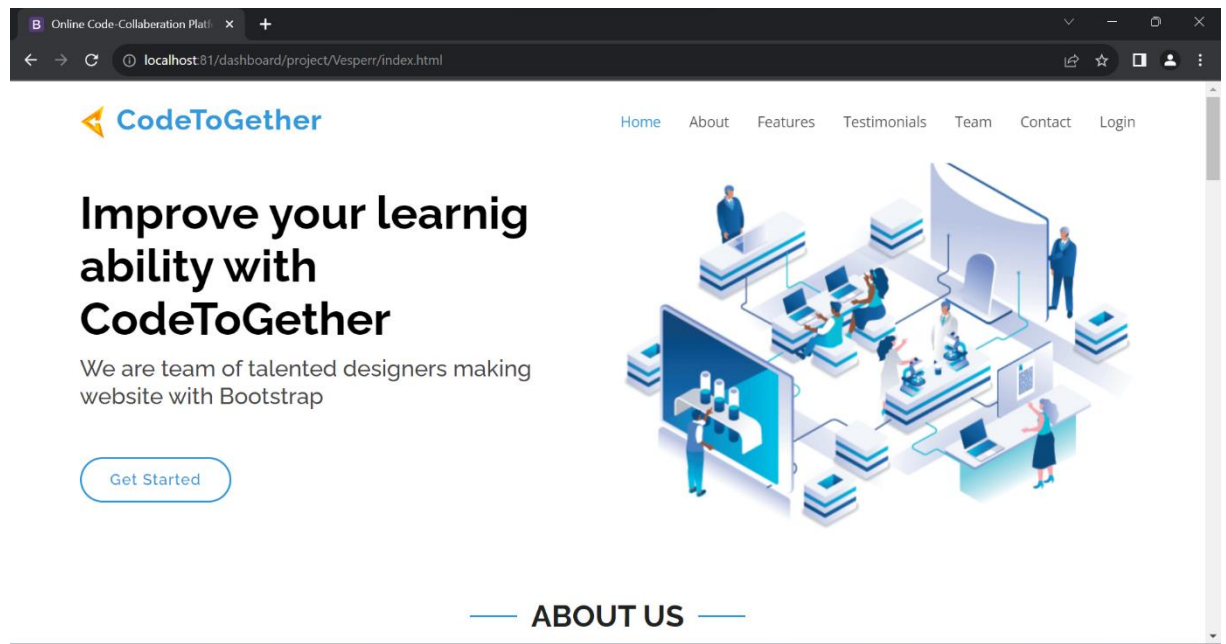 B Online Code-Collaberation Platf
localhost:81/dashboard/project/Vesperr/index.html
CodeToGether
Home About Features Testimonials Team Contact Login
Improve your learnig
ability with
CodeToGether
We are team of talented designers making
website with Bootstrap
Get Started
ABOUT US